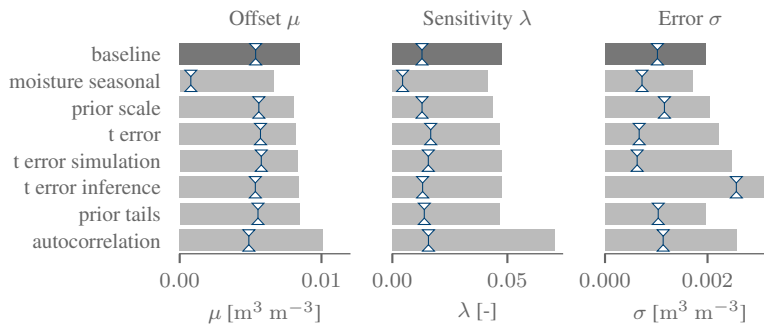 Offset μ Sensitivity λ Error σ
baseline
moisture seasonal
prior scale
t error
t error simulation
t error inference
prior tails
autocorrelation
0.00 0.01 0.00 0.05 0.000 0.002
μ [m³ m⁻³] λ [-] σ [m³ m⁻³]